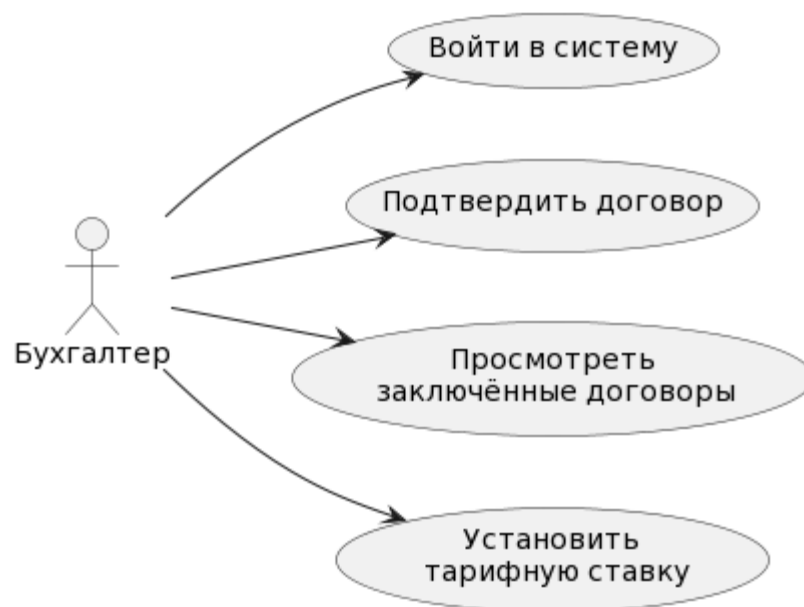 Войти в систему
Подтвердить договор
Бухгалтер
Просмотреть
заключённые договоры
Установить
тарифную ставку